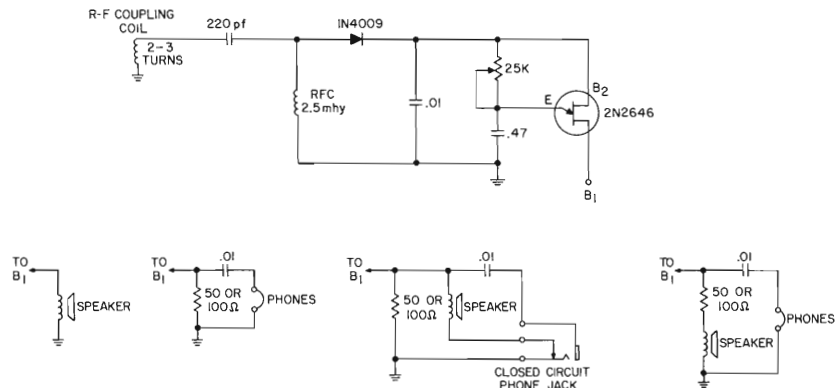 R-F COUPLING
COIL
2-3
TURNS
220 pf
1N4009
RFC
2.5mhy
.01
25K
.47
E
B2
2N2646
B1
TO
B1
SPEAKER
TO
B1
.01
50 OR
100Ω
PHONES
TO
B1
.01
50 OR
100Ω
SPEAKER
CLOSED CIRCUIT
PHONE JACK
TO
B1
.01
50 OR
100Ω
SPEAKER
PHONES